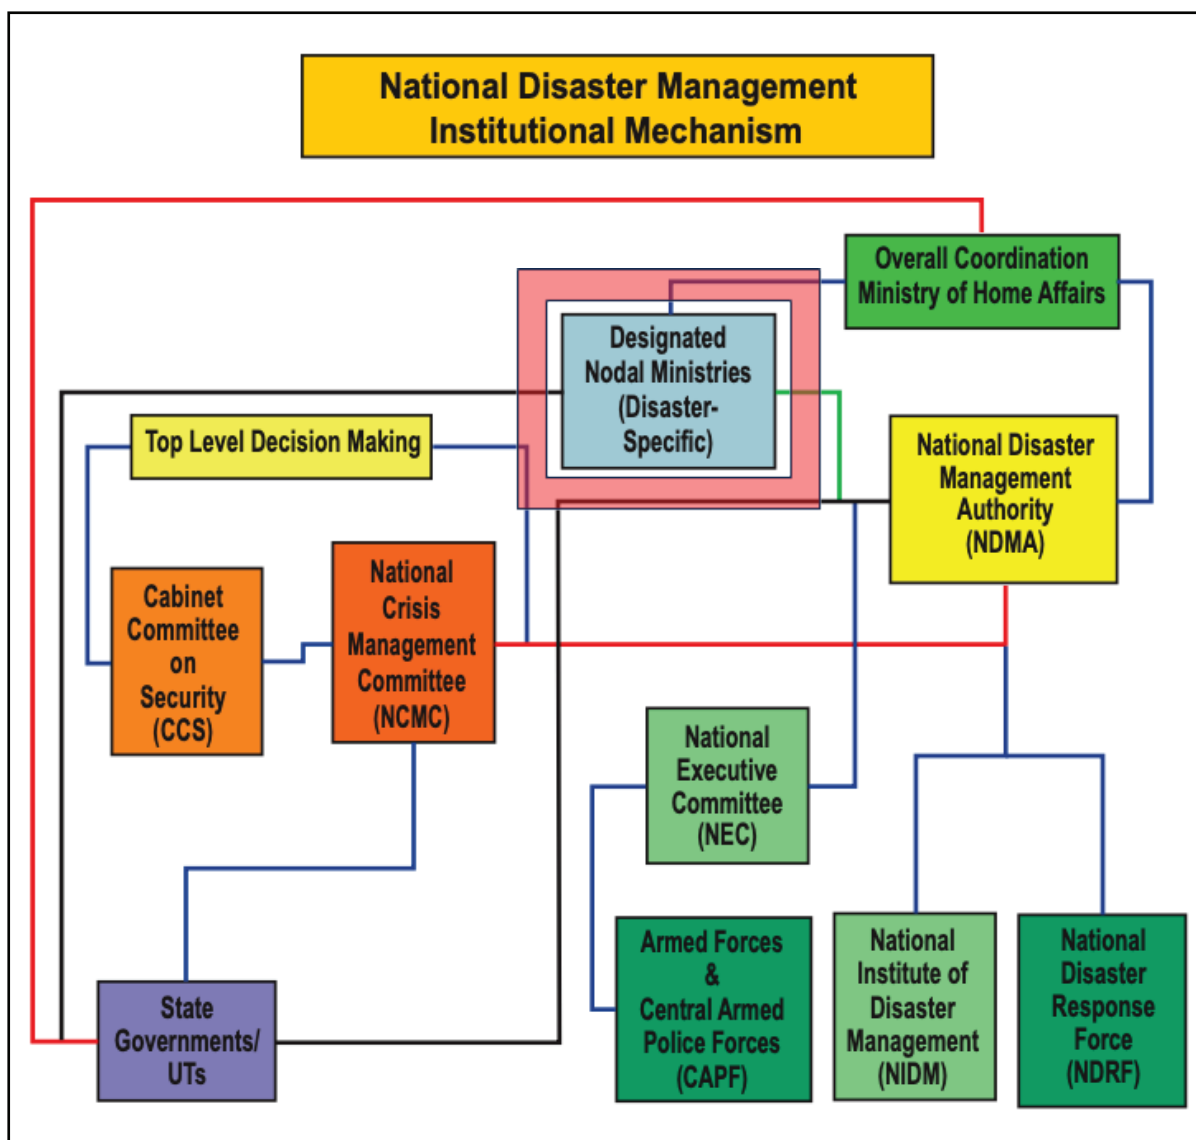 National Disaster Management
Institutional Mechanism
Overall Coordination
Ministry of Home Affairs
Designated
Nodal Ministries
(Disaster-
Specific)
Top Level Decision Making
National Disaster
Management
Authority
(NDMA)
Cabinet
Committee
on
Security
(CCS)
National
Crisis
Management
Committee
(NCMC)
National
Executive
Committee
(NEC)
State
Governments/
UTs
Armed Forces
&
Central Armed
Police Forces
(CAPF)
National
Institute of
Disaster
Management
(NIDM)
National
Disaster
Response
Force
(NDRF)